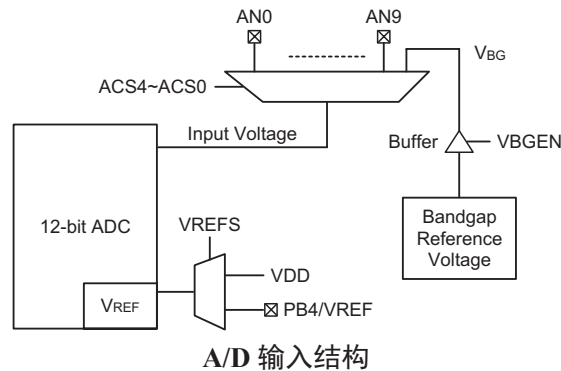 AN0
AN9
VBG
ACS4~ACS0
Input Voltage
Buffer
VBGEN
12-bit ADC
VREFS
Bandgap
Reference
Voltage
VDD
VREF
PB4/VREF
A/D 输入结构